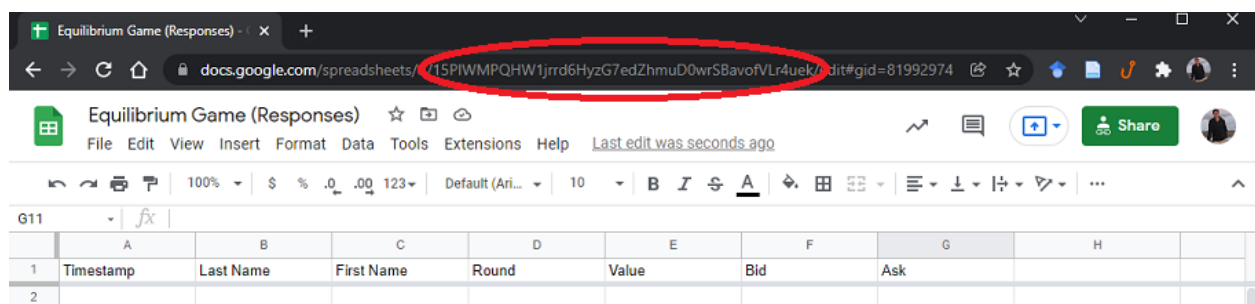 Equilibrium Game (Responses) -
docs.google.com/spreadsheets/ /15PIWMPQHW1jrrd6HyzG7edZhmuD0wrSBavofVLr4uek/edit#gid=81992974
Equilibrium Game (Responses)
File Edit View Insert Format Data Tools Extensions Help Last edit was seconds ago
Share
100% $ % .0 .00 123 Default (Ari... 10 B I S A
G11 fx
A B C D E F G H
1 Timestamp Last Name First Name Round Value Bid Ask
2